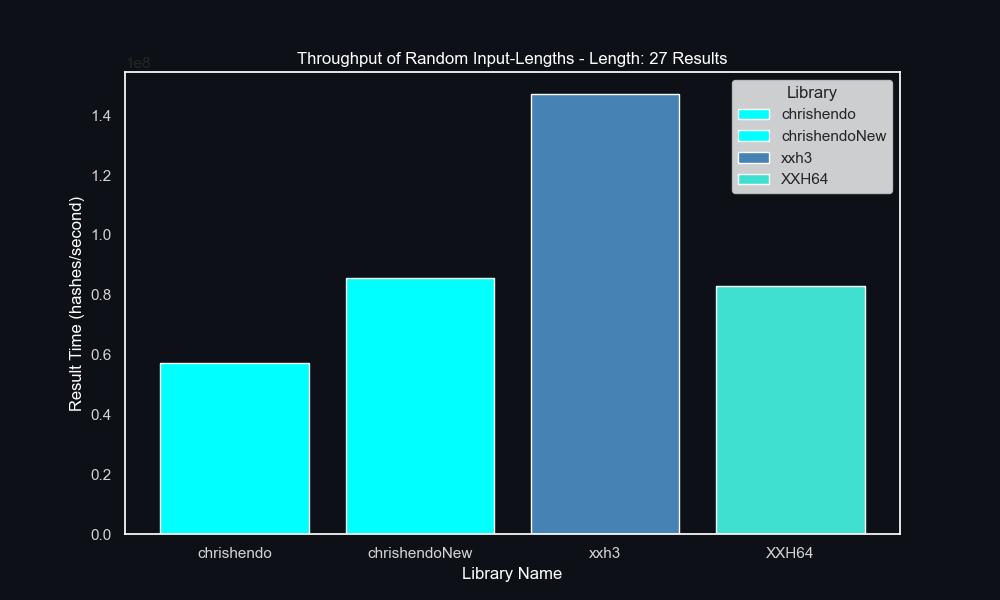 Throughput of Random Input-Lengths - Length: 27 Results
1e8
Library
chrishendo
chrishendoNew
xxh3
XXH64
Result Time (hashes/second)
1.4
1.2
1.0
0.8
0.6
0.4
0.2
0.0
chrishendo
chrishendoNew
xxh3
XXH64
Library Name